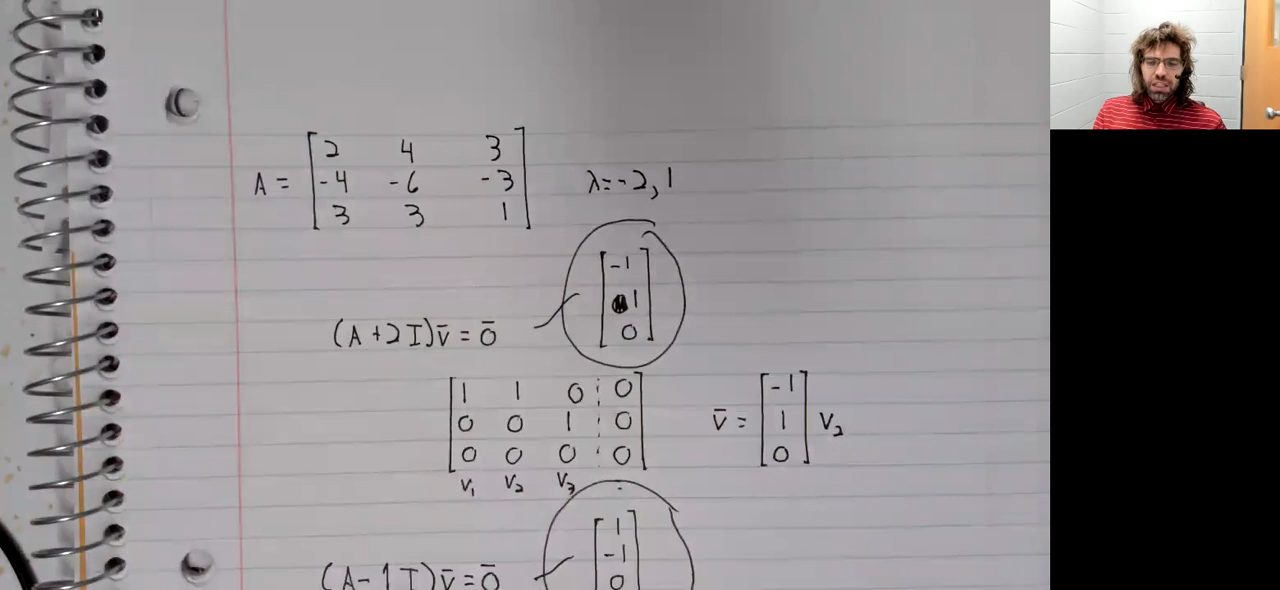 A = [ 2 4 3 ; -4 -6 -3 ; 3 3 1 ] λ = -2, 1
[ -1 ; 1 ; 0 ]
(A + 2I)v̄ = 0̄
[ 1 1 0 ¦ 0 ; 0 0 1 ¦ 0 ; 0 0 0 ¦ 0 ] v̄ = [ -1 ; 1 ; 0 ] v₂
v₁ v₂ v₃
[ 1 ; -1 ; 0
(A - 1I)v̄ = 0̄